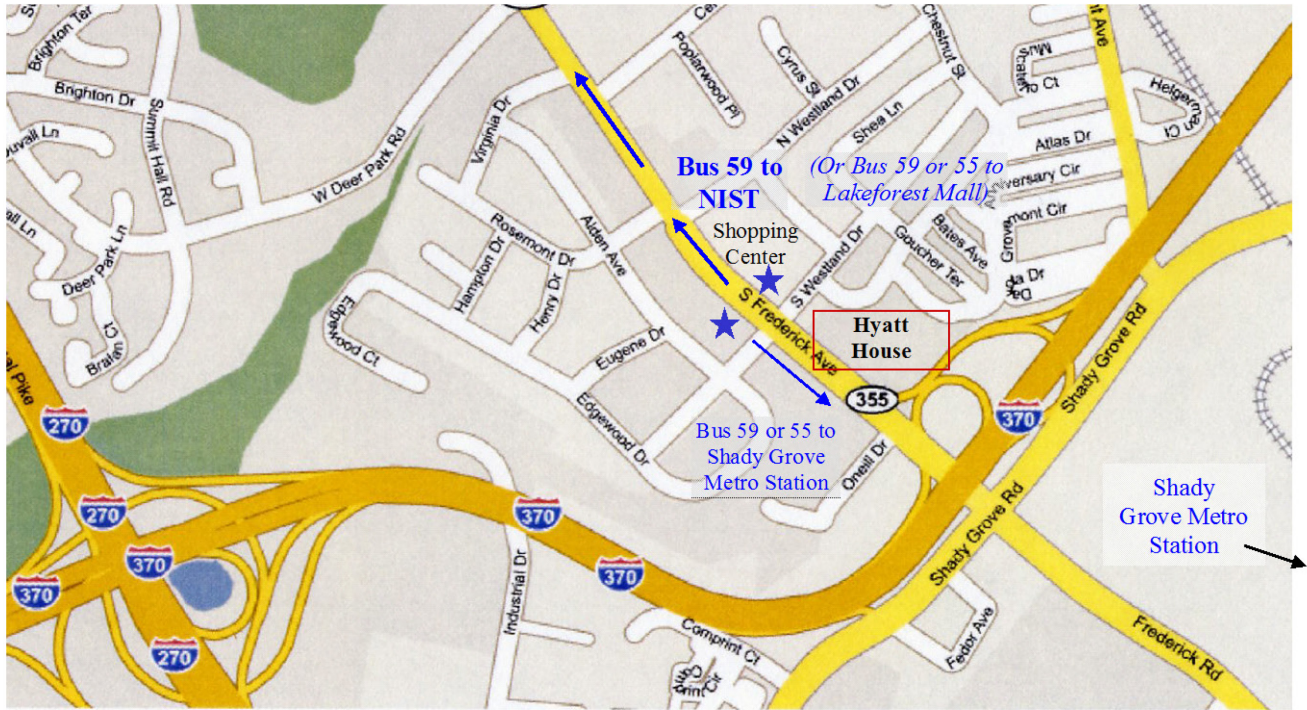 Brighton Ter
Brighton Dr
Summit Hall Rd
Deer Park Ln
W Deer Park Rd
Virginia Dr
Poplarwood Pl
Cyrus St
N Westland Dr
Chestnut St
Shea Ln
Atlas Dr
Helgerman Ct
Bus 59 to
NIST
(Or Bus 59 or 55 to
Lakeforest Mall)
Shopping
Center
Rosemont Dr
Hampton Dr
Henry Dr
Alden Ave
Eugene Dr
Edgewood Ct
Edgewood Dr
S Westland Dr
Goucher Ter
Bates Ave
S Frederick Ave
Hyatt
House
355
Bralan Ct
270
370
Shady Grove Rd
Bus 59 or 55 to
Shady Grove
Metro Station
Oneill Dr
Shady
Grove Metro
Station
270
370
370
370
370
270
Industrial Dr
Shady Grove Rd
Comprint Ct
Fedor Ave
Frederick Rd